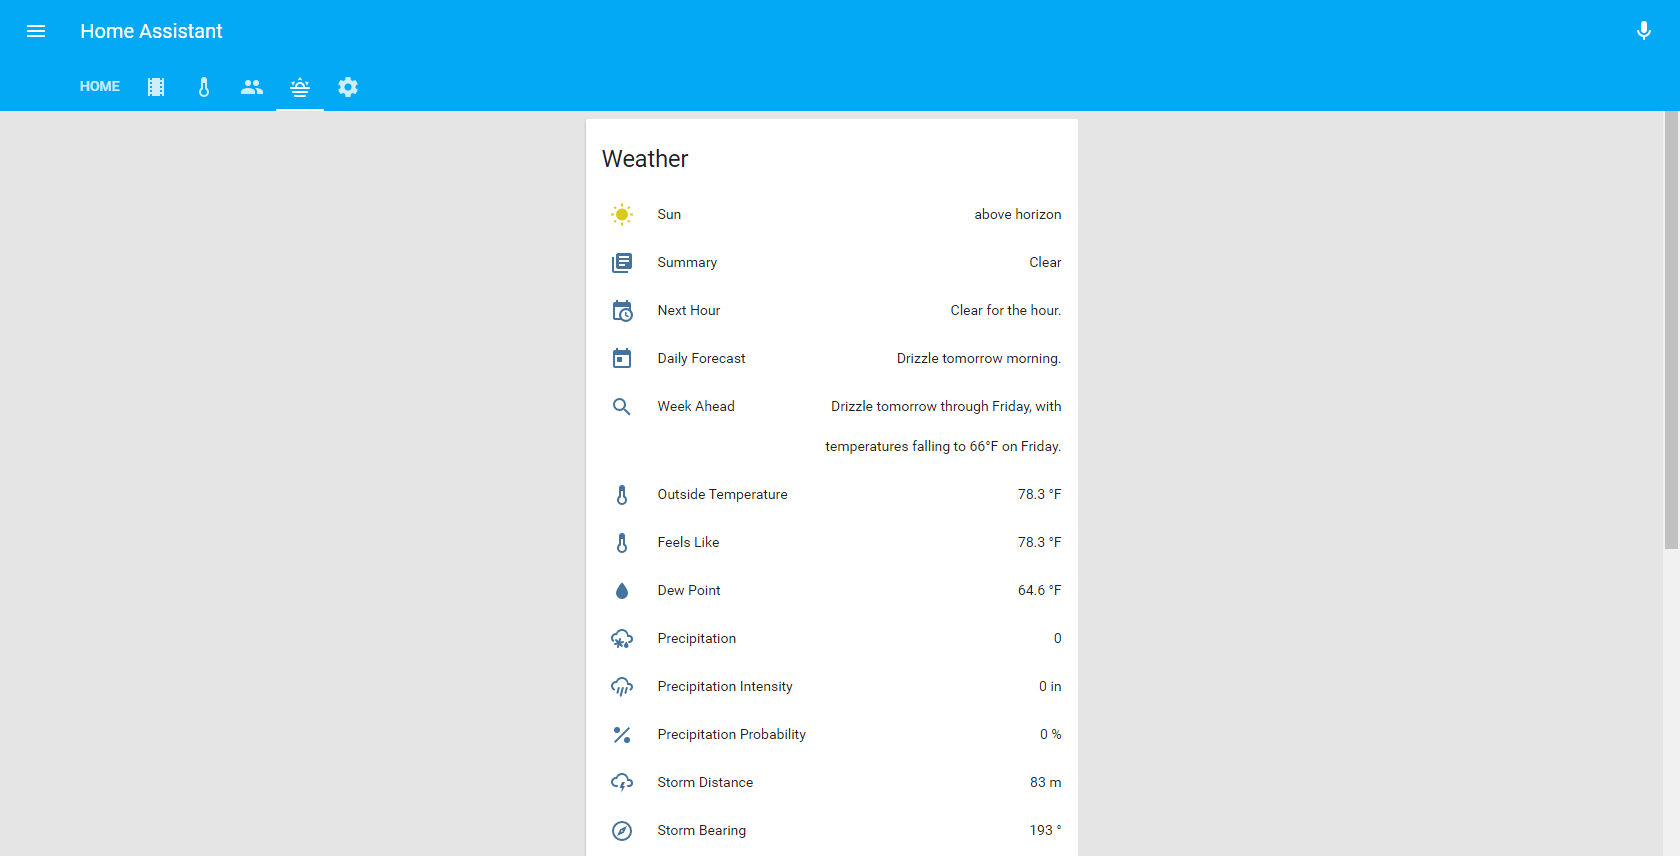 Home Assistant
HOME
Weather
Sun above horizon
Summary Clear
Next Hour Clear for the hour.
Daily Forecast Drizzle tomorrow morning.
Week Ahead Drizzle tomorrow through Friday, with
temperatures falling to 66°F on Friday.
Outside Temperature 78.3 °F
Feels Like 78.3 °F
Dew Point 64.6 °F
Precipitation 0
Precipitation Intensity 0 in
Precipitation Probability 0 %
Storm Distance 83 m
Storm Bearing 193 °